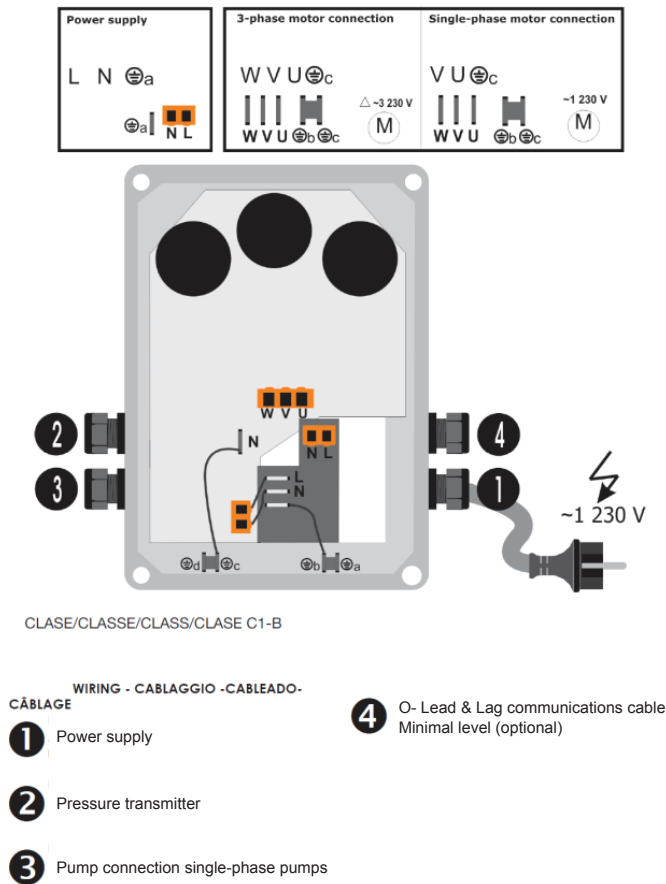 Power supply
L N ⏚a
⏚a N L
3-phase motor connection
W V U ⏚c
△ ~3 230 V
M
W V U ⏚b ⏚c
Single-phase motor connection
V U ⏚c
~1 230 V
M
W V U ⏚b ⏚c
W V U
2
N
N L
4
3
L
N
1
~1 230 V
⏚d ⏚c
⏚b ⏚a
CLASE/CLASSE/CLASS/CLASE C1-B
WIRING - CABLAGGIO -CABLEADO-
CÂBLAGE
1 Power supply
2 Pressure transmitter
3 Pump connection single-phase pumps
4 O- Lead & Lag communications cable
Minimal level (optional)